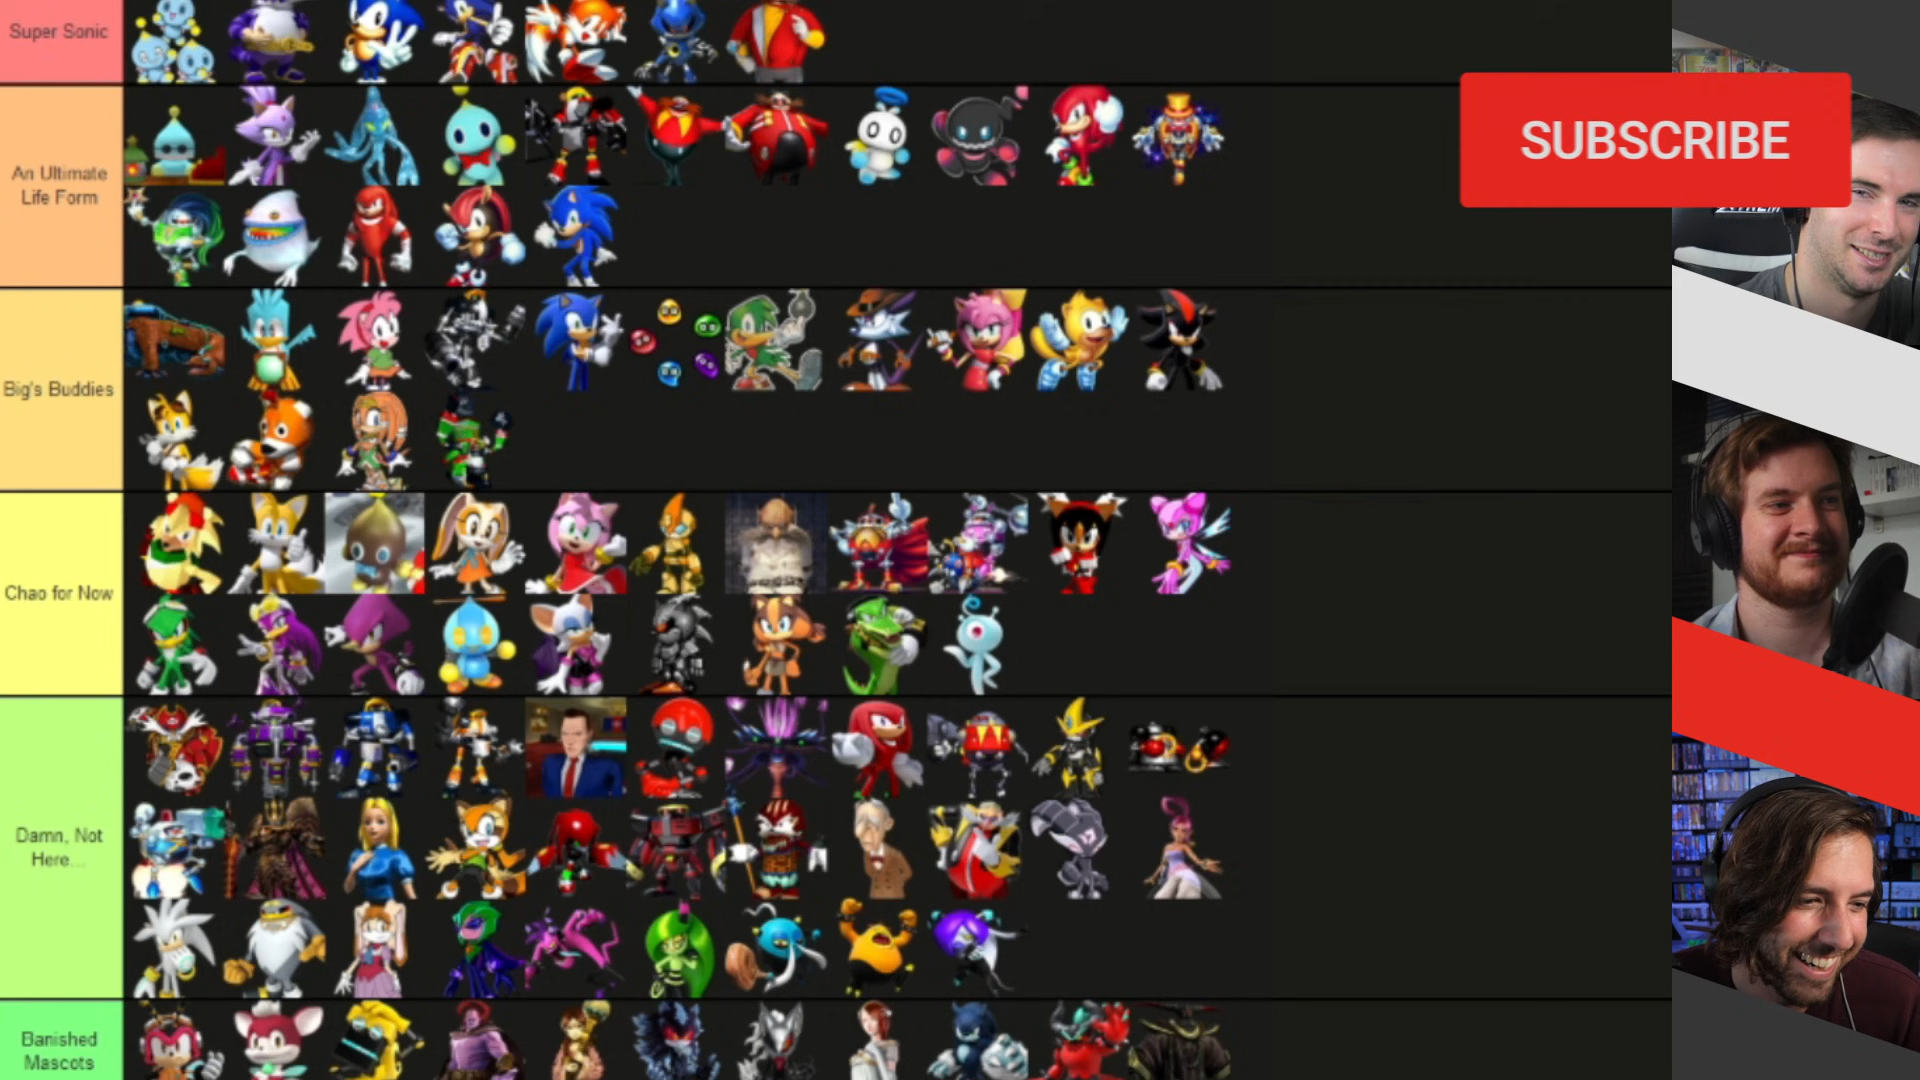 Super Sonic
SUBSCRIBE
An Ultimate
Life Form
Big's Buddies
Chao for Now
Damn, Not
Here...
Banished
Mascots